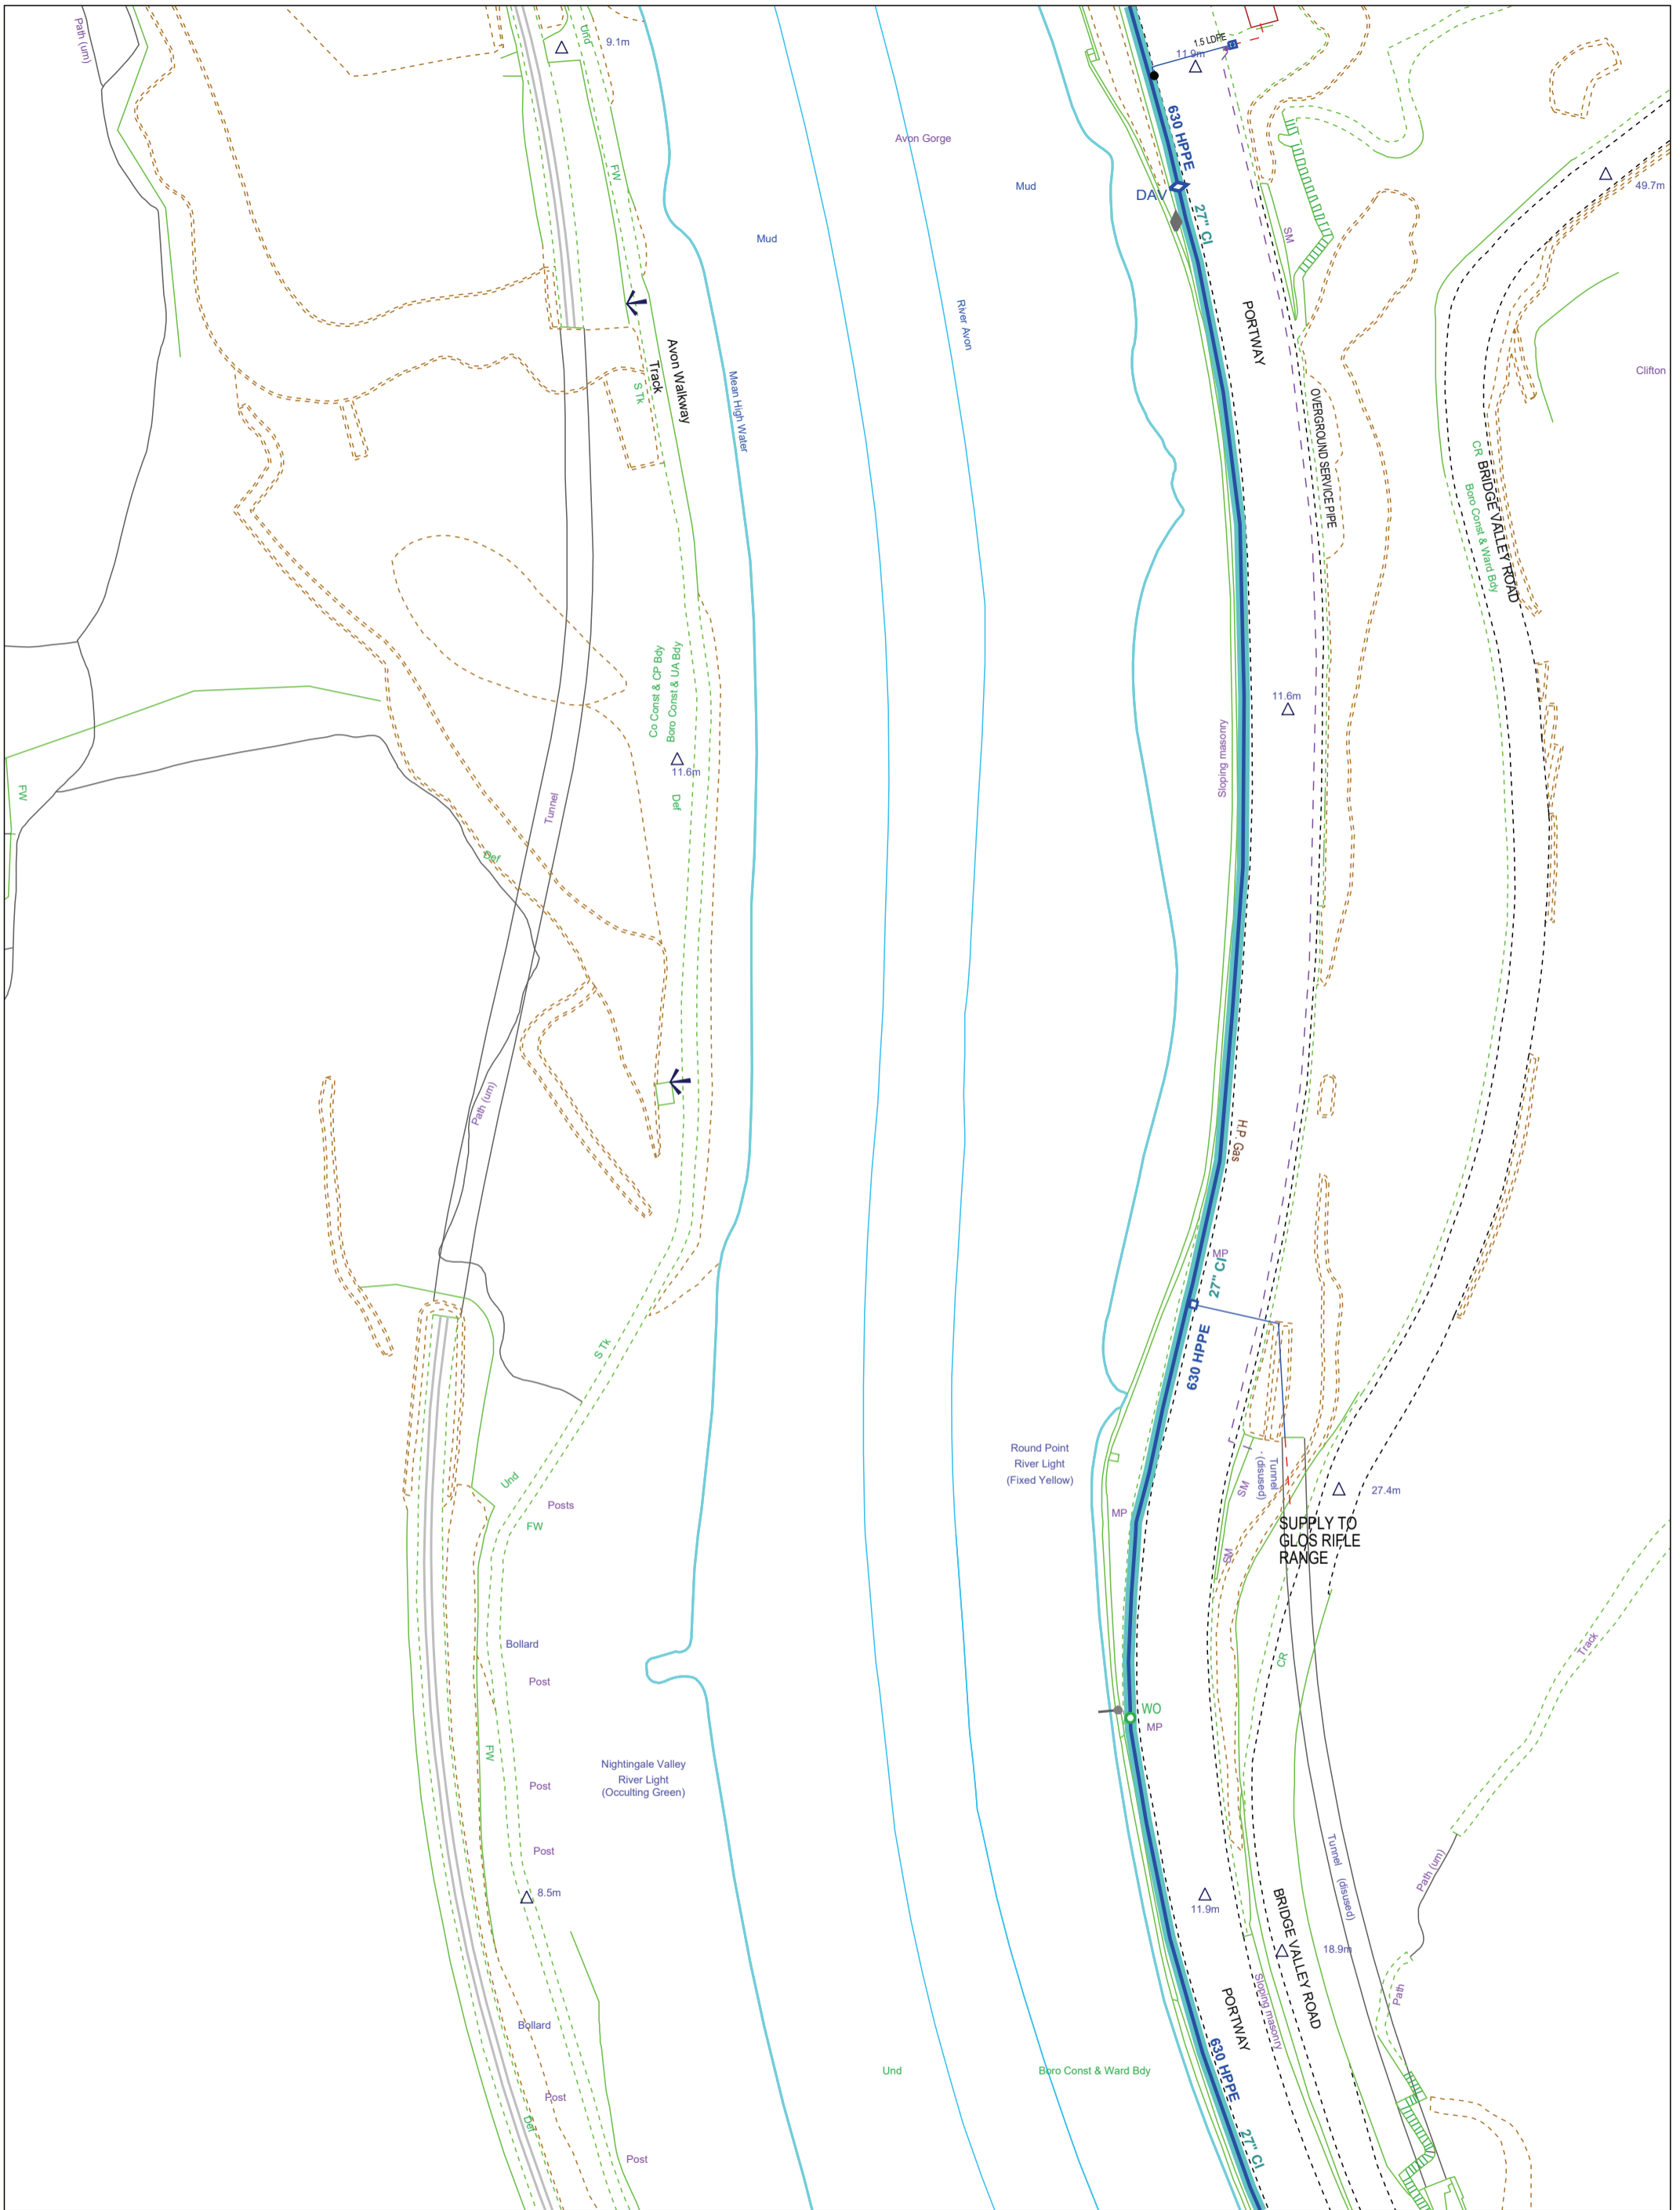 Path (um)
Und
9.1m
1.5 LDPE
11.9m
Avon Gorge
630 HPPE
FW
Mud
DAV
27" CI
49.7m
Mud
SM
River Avon
PORTWAY
Avon Walkway
Track
S Tk
Mean High Water
Clifton
OVERGROUND SERVICE PIPE
CR
BRIDGE VALLEY ROAD
Boro Const & Ward Bdy
Co Const & CP Bdy
Boro Const & UA Bdy
11.6m
11.6m
Sloping masonry
FW
Tunnel
Def
Def
Path (um)
H.P. Gas
MP
27" CI
630 HPPE
S Tk
Round Point
River Light
(Fixed Yellow)
Tunnel
(disused)
SM
Und
Posts
27.4m
MP
FW
SUPPLY TO
GLOS RIFLE
RANGE
SM
Bollard
Track
CR
Post
WO
MP
FW
Nightingale Valley
River Light
(Occulting Green)
Post
Post
Tunnel (disused)
Path (um)
8.5m
11.9m
BRIDGE VALLEY ROAD
18.9m
Path
Sloping masonry
PORTWAY
Bollard
630 HPPE
Und
Boro Const & Ward Bdy
Post
Def
27" CI
Post